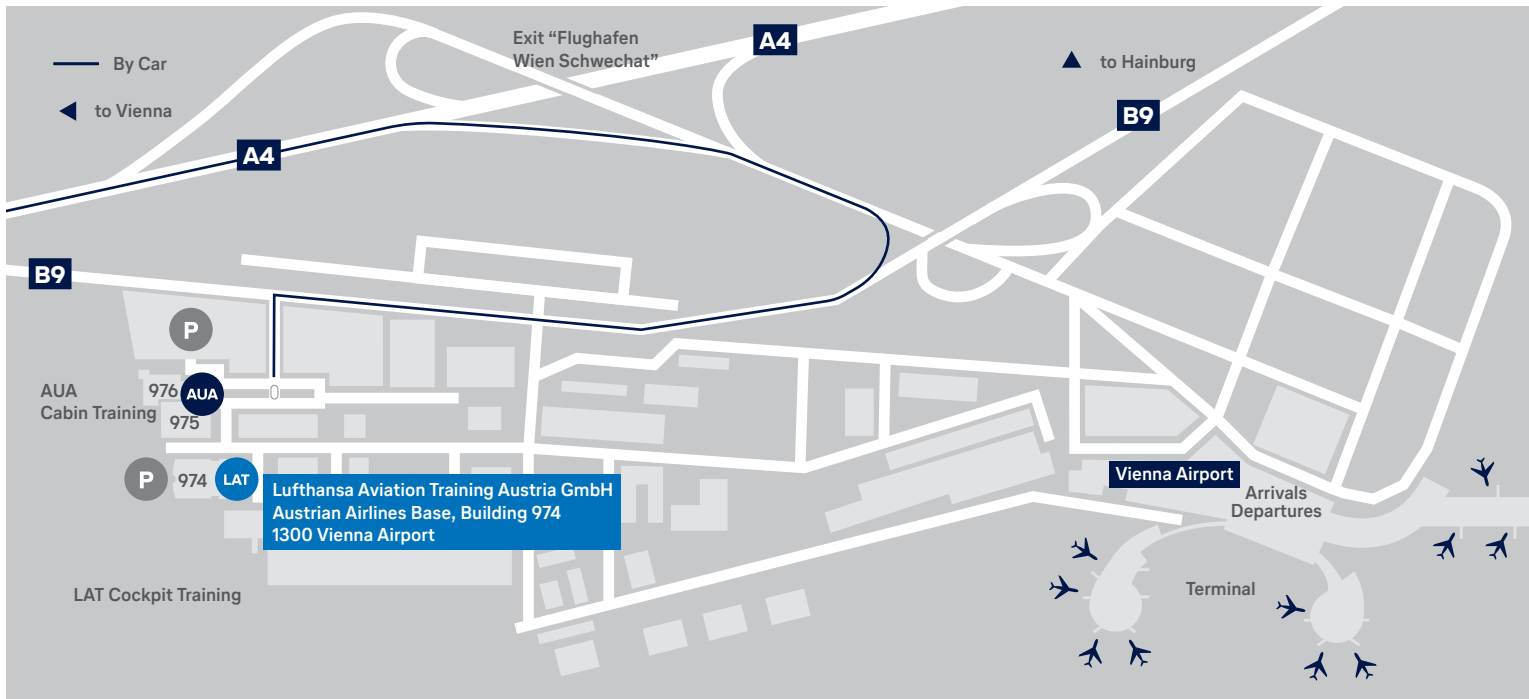 Exit “Flughafen
Wien Schwechat”
A4
By Car
to Hainburg
to Vienna
B9
A4
B9
P
AUA
Cabin Training
976
AUA
975
P
974
LAT
Lufthansa Aviation Training Austria GmbH
Austrian Airlines Base, Building 974
1300 Vienna Airport
Vienna Airport
Arrivals
Departures
LAT Cockpit Training
Terminal